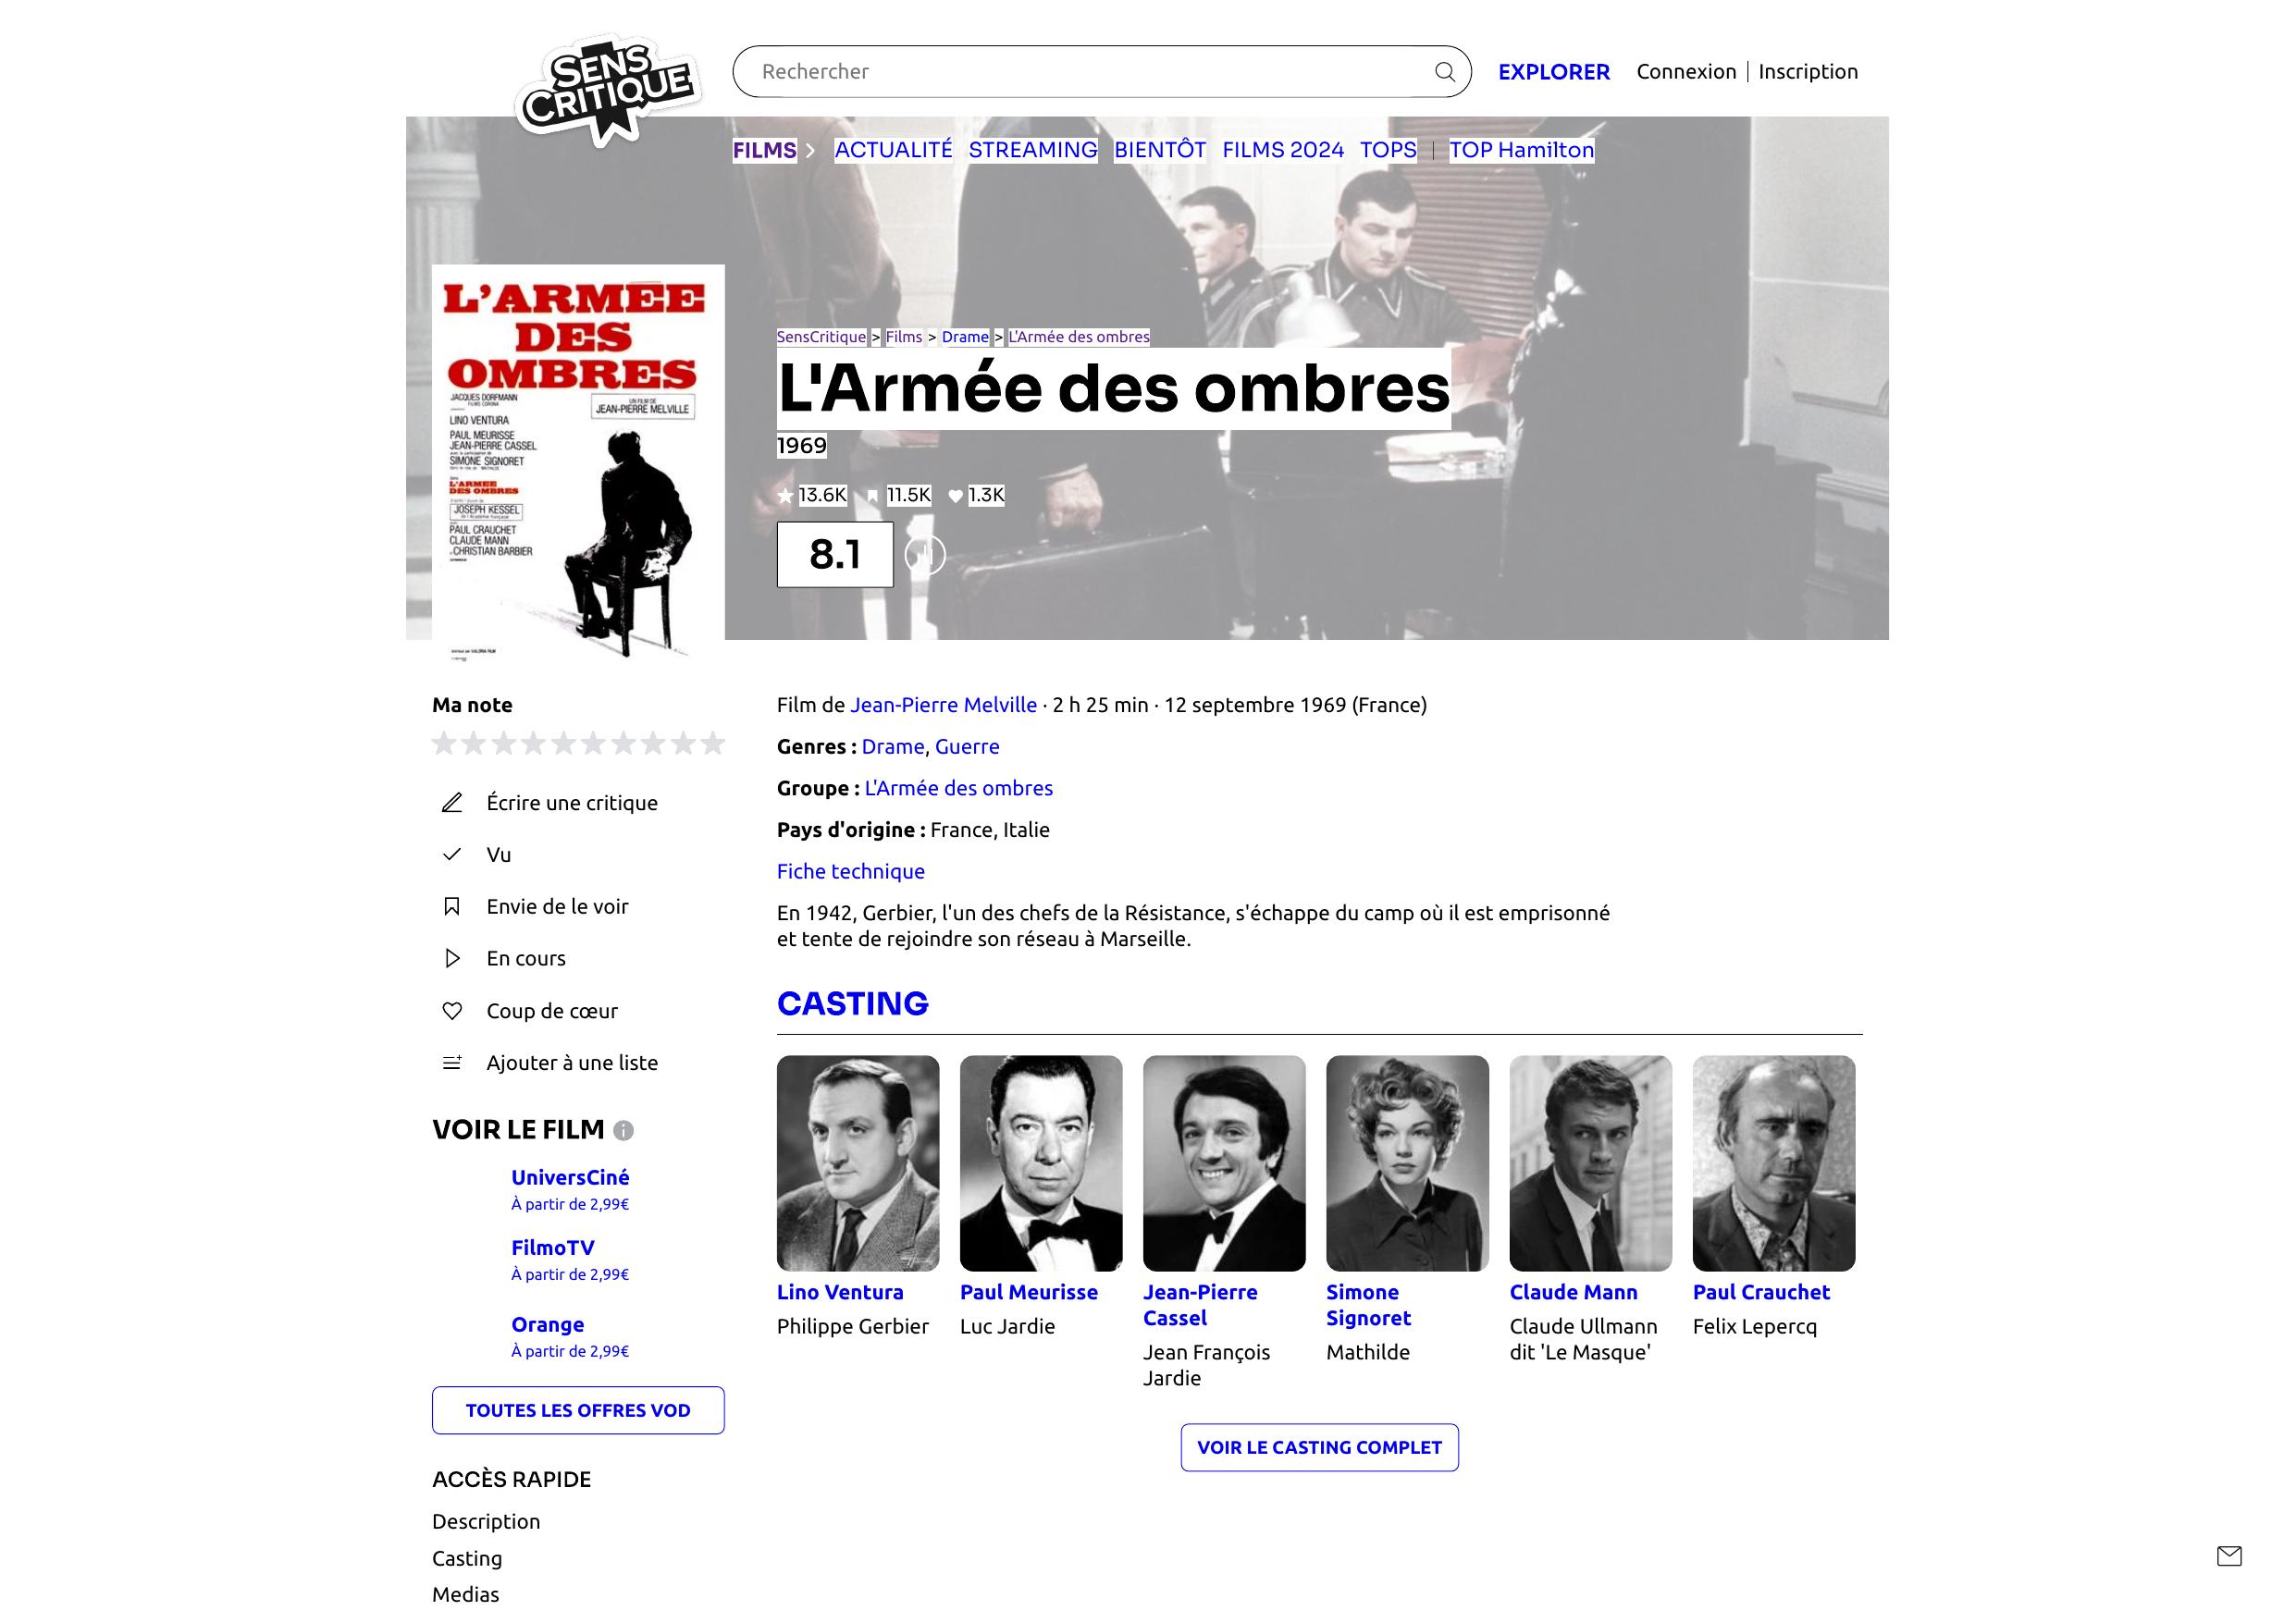 SENS
CRITIQUE
Rechercher
EXPLORER
Connexion
Inscription
FILMS
ACTUALITÉ
STREAMING
BIENTÔT
FILMS 2024
TOPS
TOP Hamilton
L'ARMÉE
DES
OMBRES
JACQUES DORFMANN
UN FILM DE
JEAN-PIERRE MELVILLE
LINO VENTURA
PAUL MEURISSE
JEAN-PIERRE CASSEL
SIMONE SIGNORET
L'ARMEE
DES OMBRES
JOSEPH KESSEL
PAUL CRAUCHET
CLAUDE MANN
CHRISTIAN BARBIER
SensCritique > Films > Drame > L'Armée des ombres
L'Armée des ombres
1969
13.6K 11.5K 1.3K
8.1
Ma note
Écrire une critique
Vu
Envie de le voir
En cours
Coup de cœur
Ajouter à une liste
VOIR LE FILM
UniversCiné
À partir de 2,99€
FilmoTV
À partir de 2,99€
Orange
À partir de 2,99€
TOUTES LES OFFRES VOD
ACCÈS RAPIDE
Description
Casting
Medias
Film de Jean-Pierre Melville · 2 h 25 min · 12 septembre 1969 (France)
Genres : Drame, Guerre
Groupe : L'Armée des ombres
Pays d'origine : France, Italie
Fiche technique
En 1942, Gerbier, l'un des chefs de la Résistance, s'échappe du camp où il est emprisonné
et tente de rejoindre son réseau à Marseille.
CASTING
Lino Ventura
Philippe Gerbier
Paul Meurisse
Luc Jardie
Jean-Pierre
Cassel
Jean François
Jardie
Simone
Signoret
Mathilde
Claude Mann
Claude Ullmann
dit 'Le Masque'
Paul Crauchet
Felix Lepercq
VOIR LE CASTING COMPLET